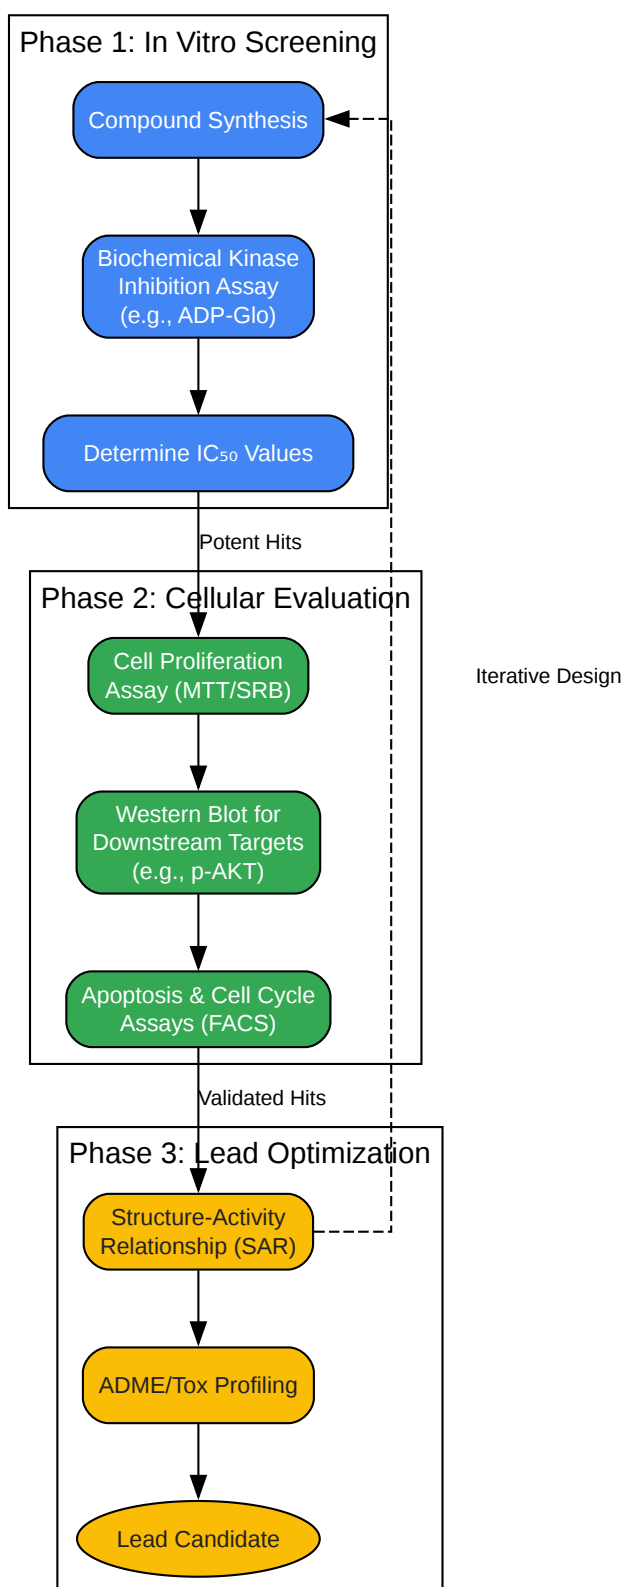 Phase 1: In Vitro Screening
Compound Synthesis
Biochemical Kinase
Inhibition Assay
(e.g., ADP-Glo)
Determine IC₅₀ Values
Potent Hits
Phase 2: Cellular Evaluation
Cell Proliferation
Assay (MTT/SRB)
Iterative Design
Western Blot for
Downstream Targets
(e.g., p-AKT)
Apoptosis & Cell Cycle
Assays (FACS)
Validated Hits
Phase 3: Lead Optimization
Structure-Activity
Relationship (SAR)
ADME/Tox Profiling
Lead Candidate